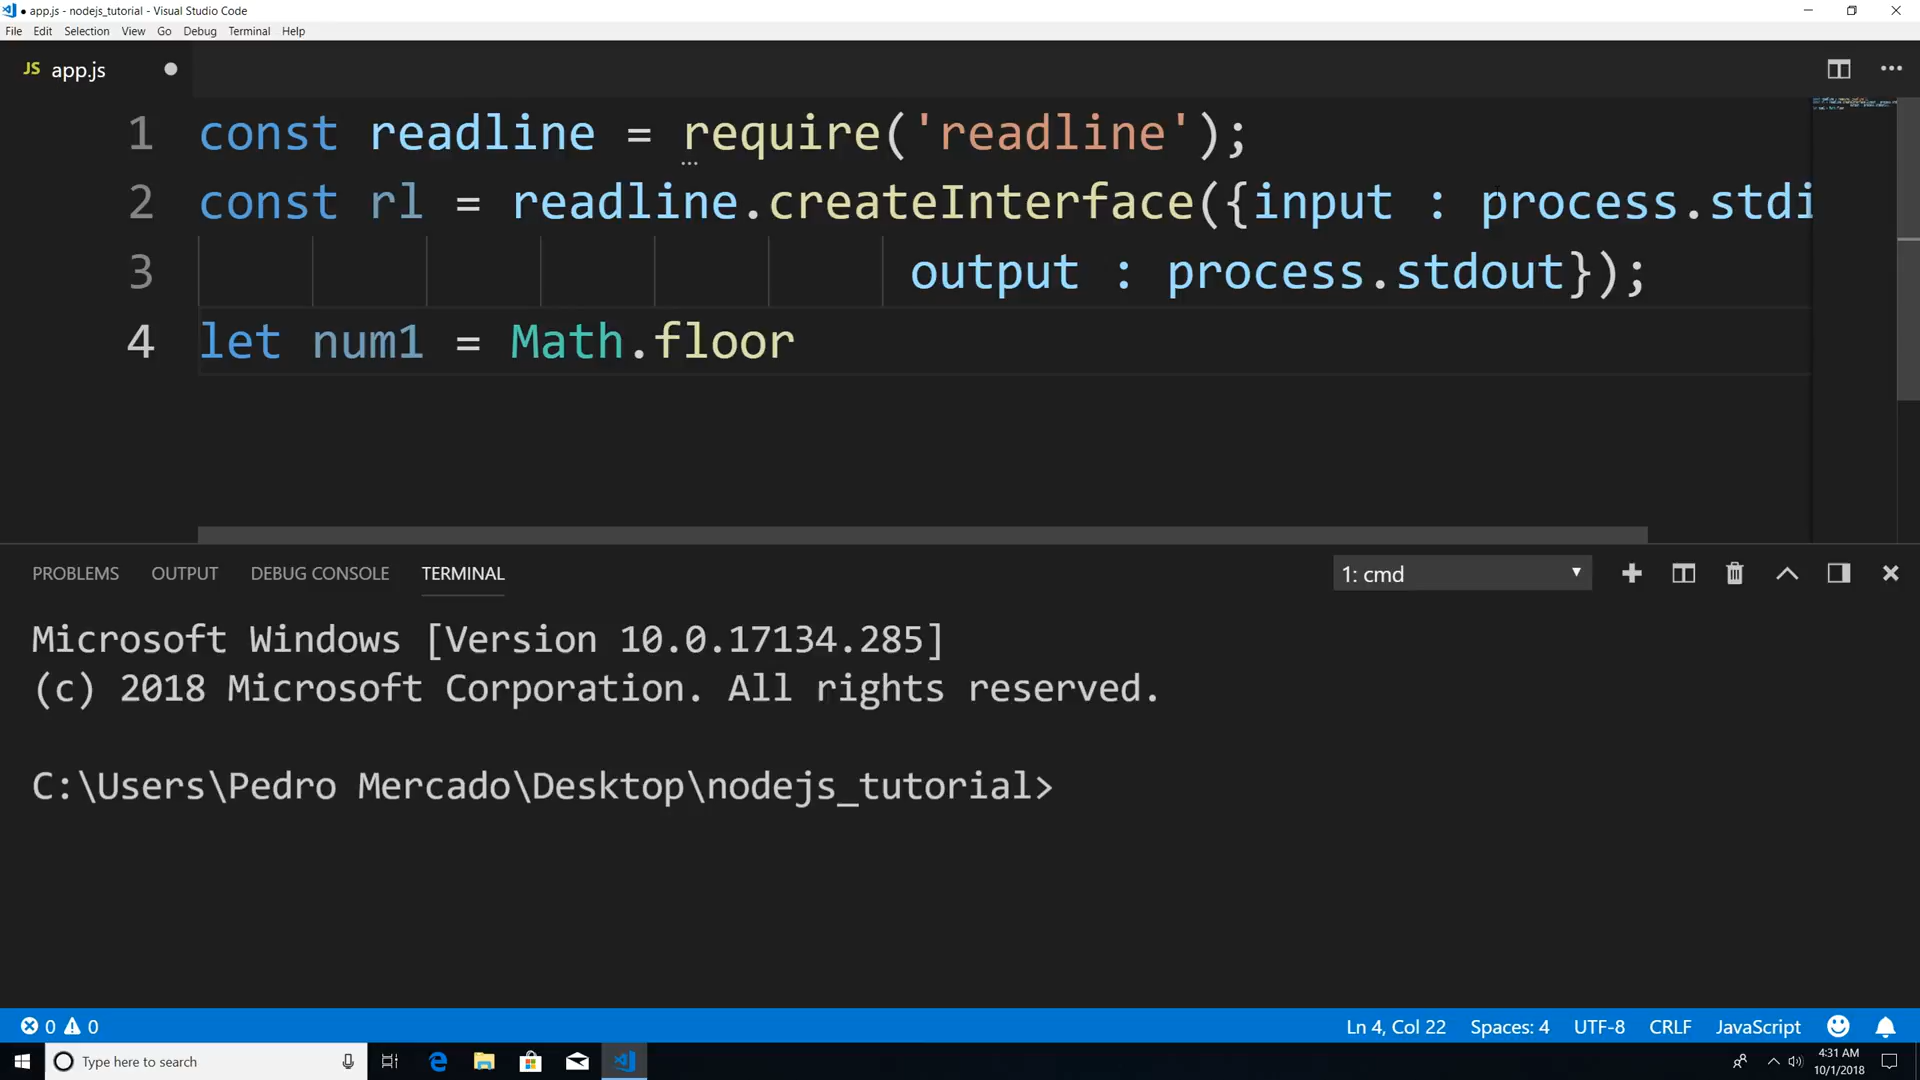 ● app.js - nodejs_tutorial - Visual Studio Code
File Edit Selection View Go Debug Terminal Help
JS app.js ●
1 const readline = require('readline');
2 const rl = readline.createInterface({input : process.stdi
3 output : process.stdout});
4 let num1 = Math.floor
PROBLEMS OUTPUT DEBUG CONSOLE TERMINAL 1: cmd
Microsoft Windows [Version 10.0.17134.285]
(c) 2018 Microsoft Corporation. All rights reserved.
C:\Users\Pedro Mercado\Desktop\nodejs_tutorial>
0 0 Ln 4, Col 22 Spaces: 4 UTF-8 CRLF JavaScript
Type here to search 4:31 AM
10/1/2018